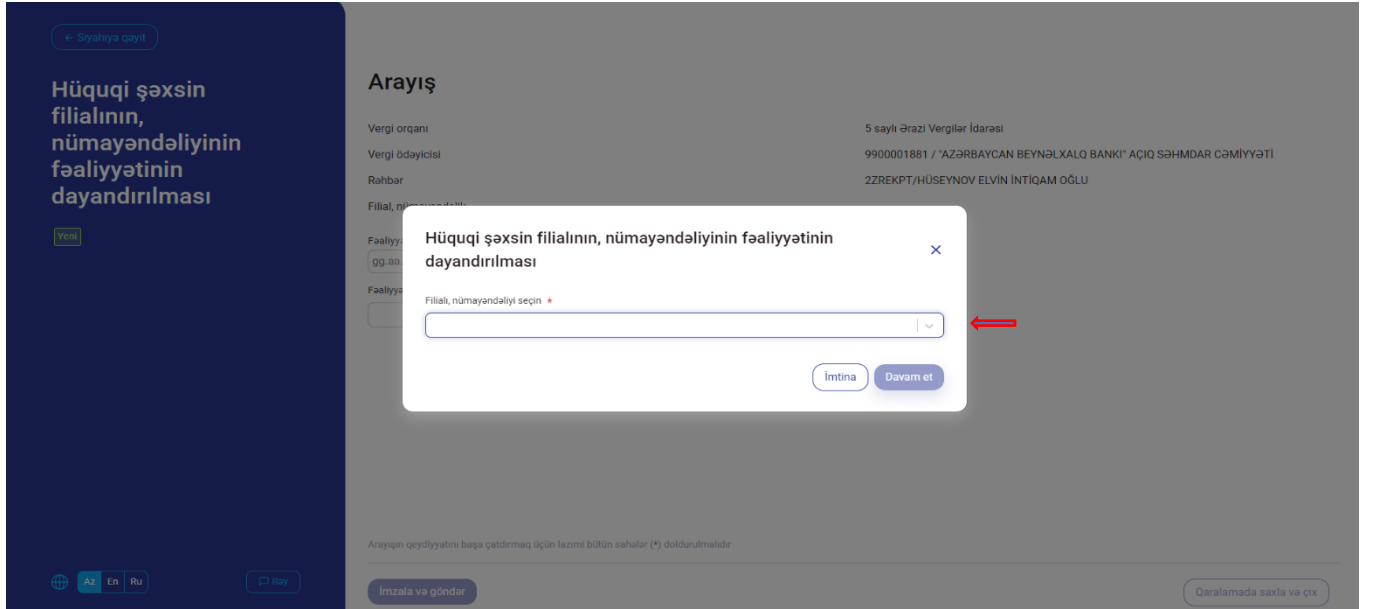 ← Siyahıya qayıt
Hüquqi şəxsin
filialının,
nümayəndəliyinin
fəaliyyətinin
dayandırılması
Yeni
Az En Ru
Rəy
Arayış
Vergi orqanı 5 saylı Ərazi Vergilər İdarəsi
Vergi ödəyicisi 9900001881 / "AZƏRBAYCAN BEYNƏLXALQ BANKI" AÇIQ SƏHMDAR CƏMİYYƏTİ
Rəhbər 2ZREKPT/HÜSEYNOV ELVİN İNTİQAM OĞLU
Filial,
Hüquqi şəxsin filialının, nümayəndəliyinin fəaliyyətinin
dayandırılması
Filialı, nümayəndəliyi seçin *
İmtina Davam et
Arayışın qeydiyyatını başa çatdırmaq üçün lazımi bütün sahələr (*) doldurulmalıdır
İmzala və göndər Qaralamada saxla və çıx